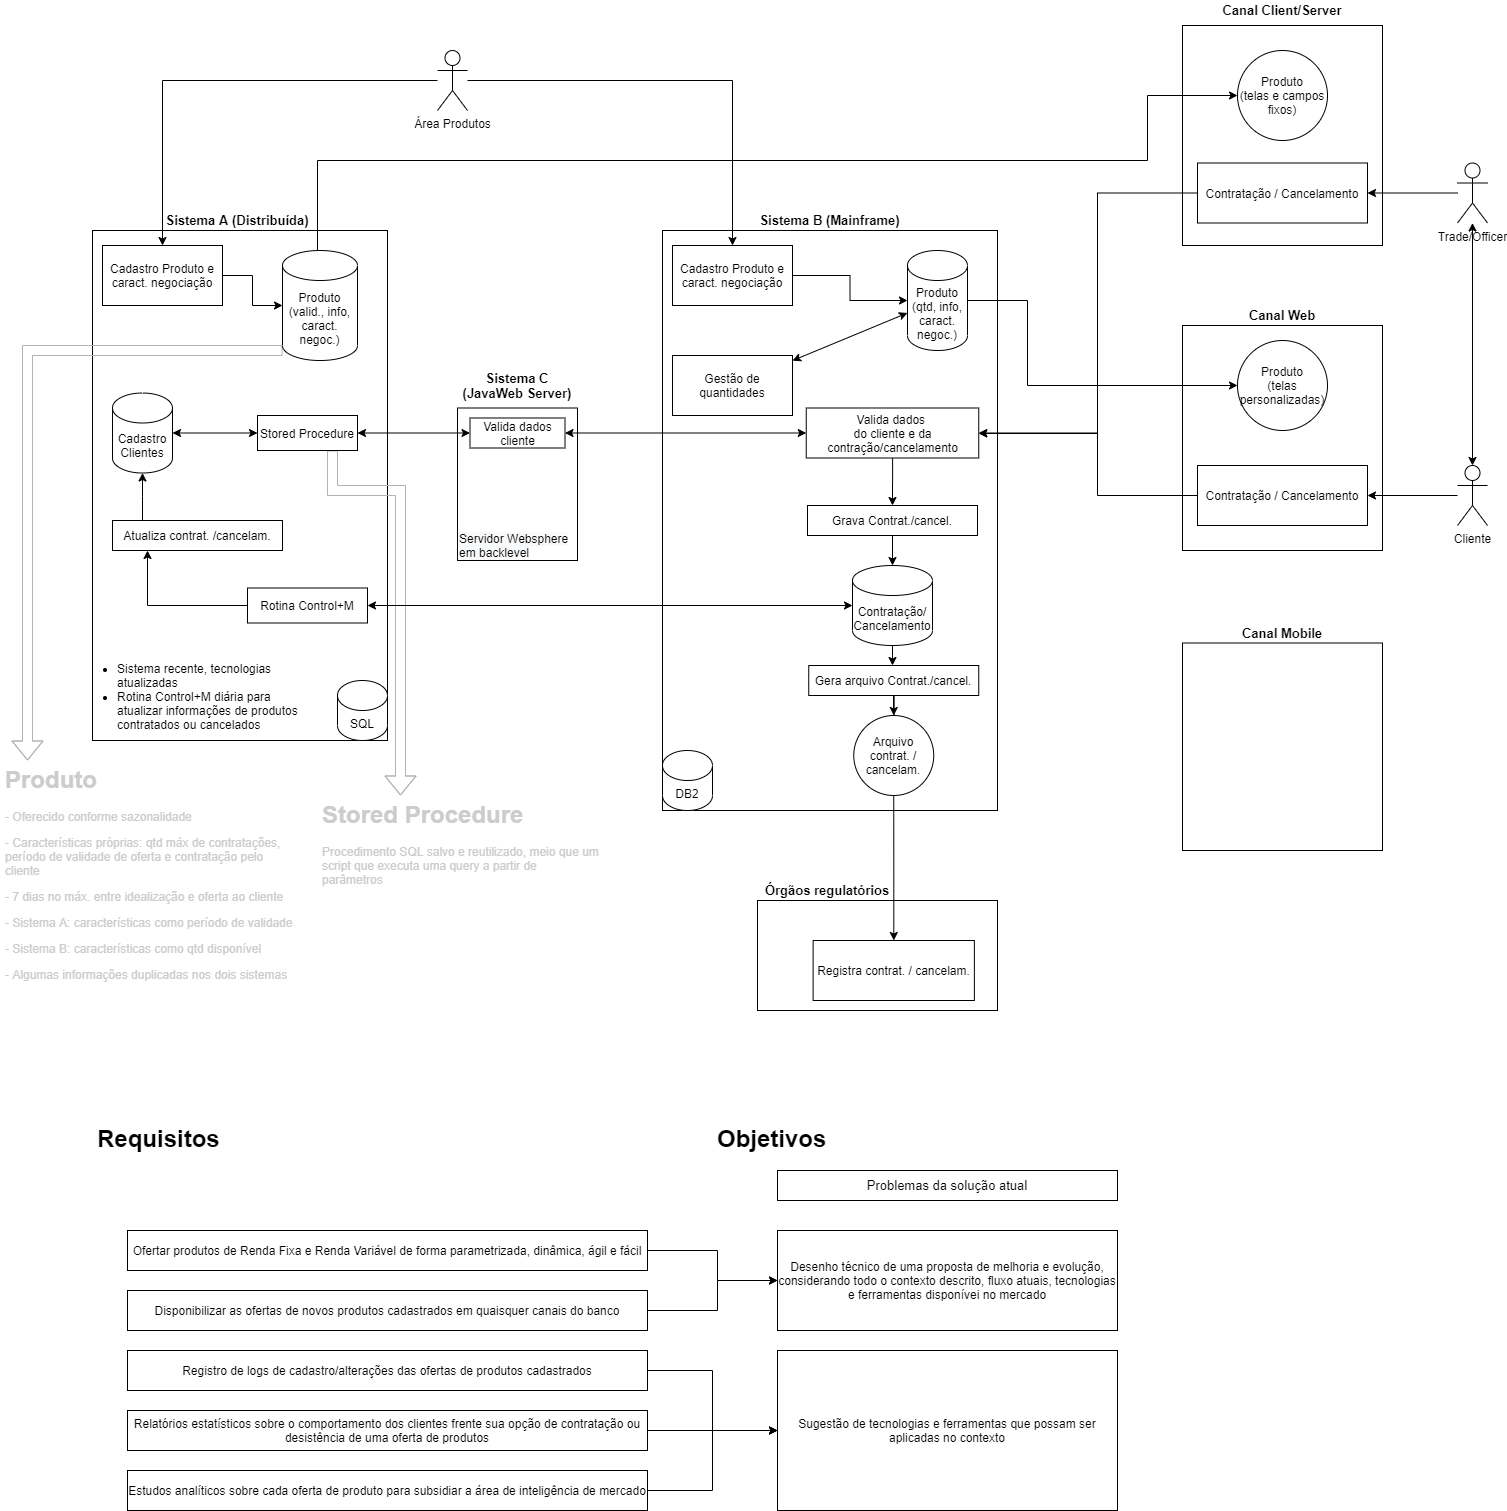 Canal Client/Server
Produto
(telas e campos
fixos)
Área Produtos
Contratação / Cancelamento
Trade/Officer
Sistema A (Distribuída)
Cadastro Produto e
caract. negociação
Produto
(valid., info,
caract.
negoc.)
Sistema B (Mainframe)
Cadastro Produto e
caract. negociação
Produto
(qtd, info,
caract.
negoc.)
Gestão de
quantidades
Canal Web
Produto
(telas
personalizadas)
Contratação / Cancelamento
Cliente
Sistema C
(JavaWeb Server)
Valida dados
cliente
Servidor Websphere
em backlevel
Cadastro
Clientes
Stored Procedure
Valida dados
do cliente e da
contração/cancelamento
Atualiza contrat. /cancelam.
Grava Contrat./cancel.
Rotina Control+M
Contratação/
Cancelamento
Canal Mobile
• Sistema recente, tecnologias
atualizadas
• Rotina Control+M diária para
atualizar informações de produtos
contratados ou cancelados
SQL
Gera arquivo Contrat./cancel.
Arquivo
contrat. /
cancelam.
DB2
Produto
- Oferecido conforme sazonalidade
- Características próprias: qtd máx de contratações,
período de validade de oferta e contratação pelo
cliente
- 7 dias no máx. entre idealização e oferta ao cliente
- Sistema A: características como período de validade
- Sistema B: características como qtd disponível
- Algumas informações duplicadas nos dois sistemas
Stored Procedure
Procedimento SQL salvo e reutilizado, meio que um
script que executa uma query a partir de
parâmetros
Órgãos regulatórios
Registra contrat. / cancelam.
Requisitos
Objetivos
Problemas da solução atual
Ofertar produtos de Renda Fixa e Renda Variável de forma parametrizada, dinâmica, ágil e fácil
Disponibilizar as ofertas de novos produtos cadastrados em quaisquer canais do banco
Desenho técnico de uma proposta de melhoria e evolução,
considerando todo o contexto descrito, fluxo atuais, tecnologias
e ferramentas disponívei no mercado
Registro de logs de cadastro/alterações das ofertas de produtos cadastrados
Relatórios estatísticos sobre o comportamento dos clientes frente sua opção de contratação ou
desistência de uma oferta de produtos
Estudos analíticos sobre cada oferta de produto para subsidiar a área de inteligência de mercado
Sugestão de tecnologias e ferramentas que possam ser
aplicadas no contexto